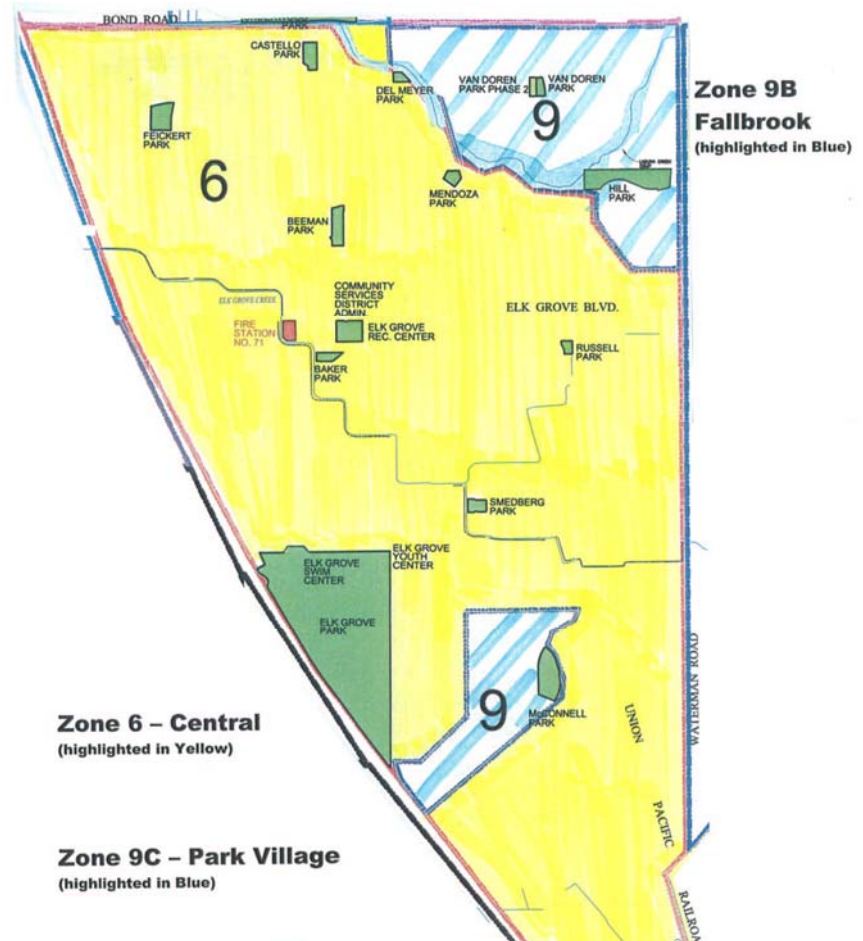 BOND ROAD
PARK
CASTELLO
PARK
DEL MEYER
PARK
VAN DOREN
PARK PHASE 2
VAN DOREN
PARK
9
Zone 9B
Fallbrook
(highlighted in Blue)
FEICKERT
PARK
6
MENDOZA
PARK
HILL
PARK
BEEMAN
PARK
ELK GROVE CREEK
COMMUNITY
SERVICES
DISTRICT
ADMIN.
ELK GROVE BLVD.
FIRE
STATION
NO. 71
ELK GROVE
REC. CENTER
BAKER
PARK
RUSSELL
PARK
SMEDBERG
PARK
ELK GROVE
YOUTH
CENTER
ELK GROVE
SWIM
CENTER
ELK GROVE
PARK
9
McCONNELL
PARK
WATERMAN ROAD
UNION
PACIFIC
Zone 6 – Central
(highlighted in Yellow)
Zone 9C – Park Village
(highlighted in Blue)